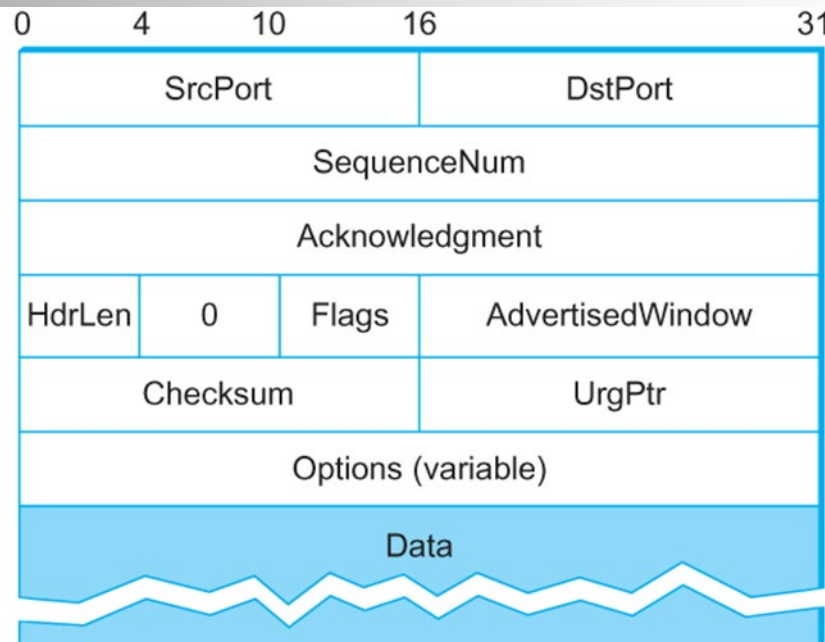 0 4 10 16 31
SrcPort DstPort
SequenceNum
Acknowledgment
HdrLen 0 Flags AdvertisedWindow
Checksum UrgPtr
Options (variable)
Data